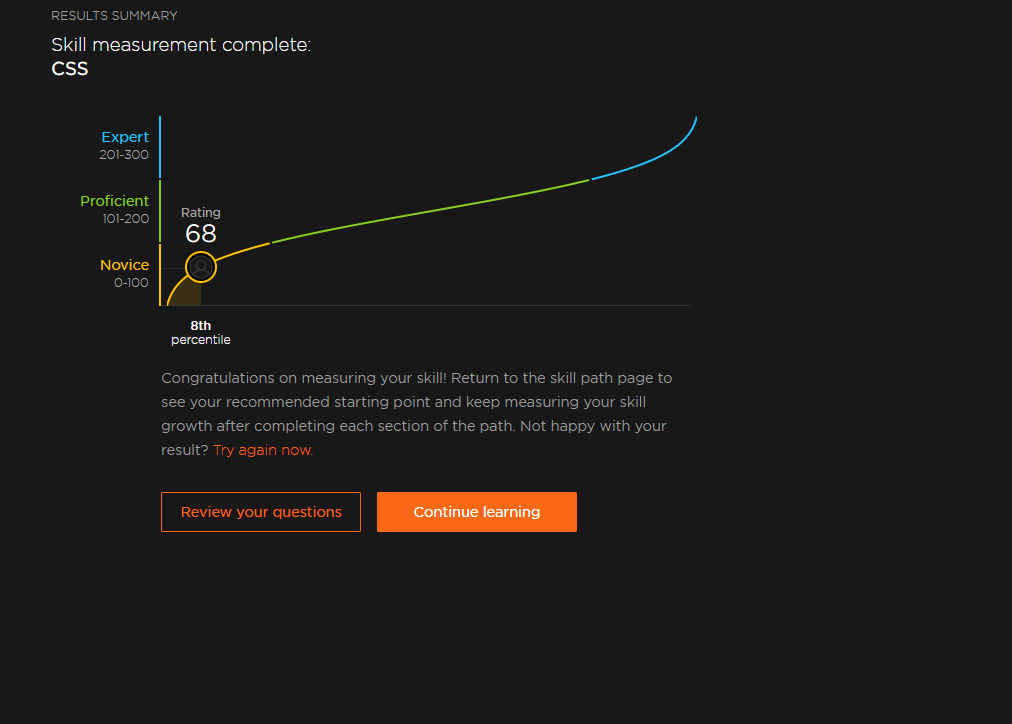 RESULTS SUMMARY
Skill measurement complete:
CSS
Expert
201-300
Proficient
101-200
Rating
68
Novice
0-100
8th
percentile
Congratulations on measuring your skill! Return to the skill path page to
see your recommended starting point and keep measuring your skill
growth after completing each section of the path. Not happy with your
result? Try again now.
Review your questions
Continue learning